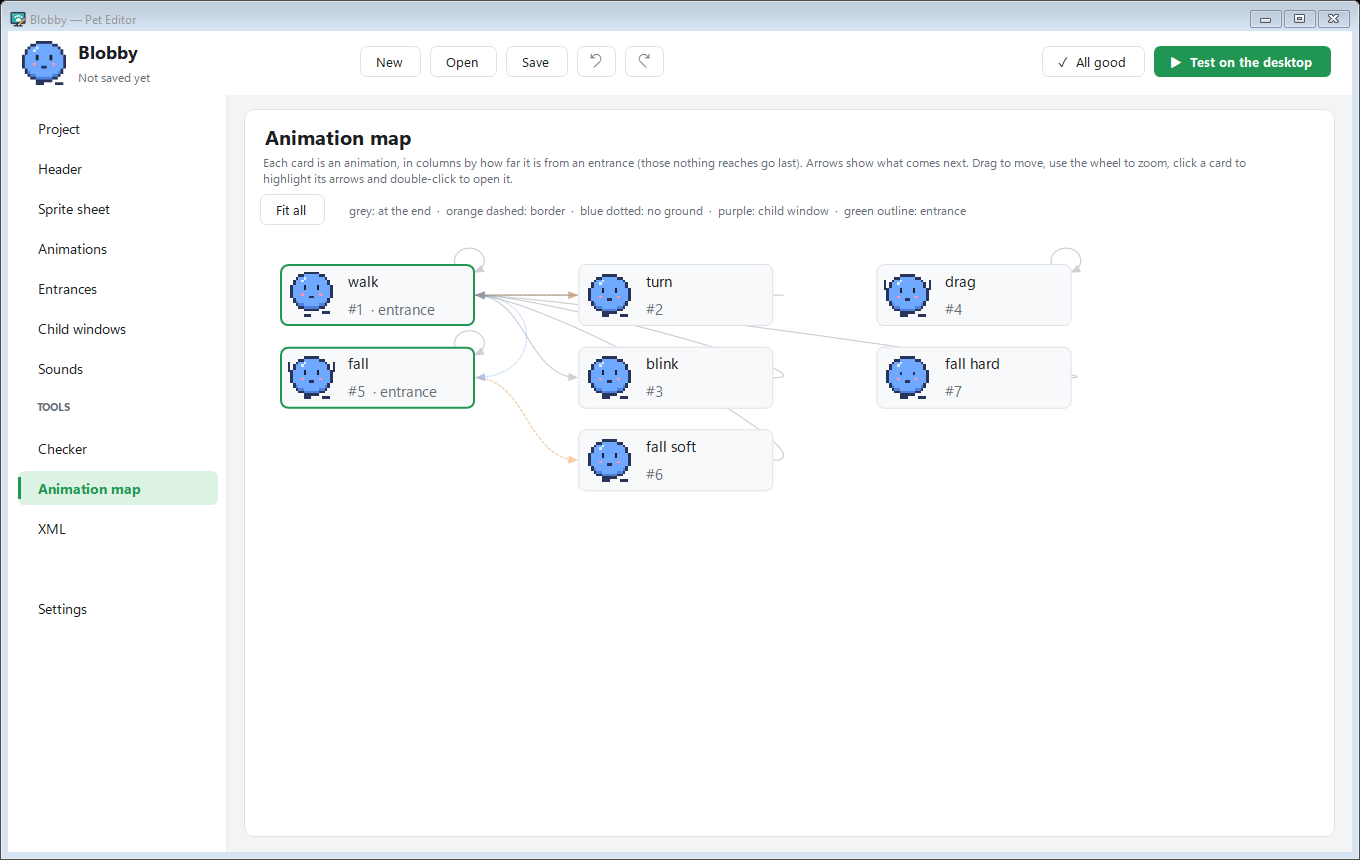 Blobby — Pet Editor
Blobby
Not saved yet
New
Open
Save
✓ All good
Test on the desktop
Project
Header
Sprite sheet
Animations
Entrances
Child windows
Sounds
TOOLS
Checker
Animation map
XML
Settings
Animation map
Each card is an animation, in columns by how far it is from an entrance (those nothing reaches go last). Arrows show what comes next. Drag to move, use the wheel to zoom, click a card to
highlight its arrows and double-click to open it.
Fit all
grey: at the end · orange dashed: border · blue dotted: no ground · purple: child window · green outline: entrance
walk
#1 · entrance
turn
#2
drag
#4
fall
#5 · entrance
blink
#3
fall hard
#7
fall soft
#6